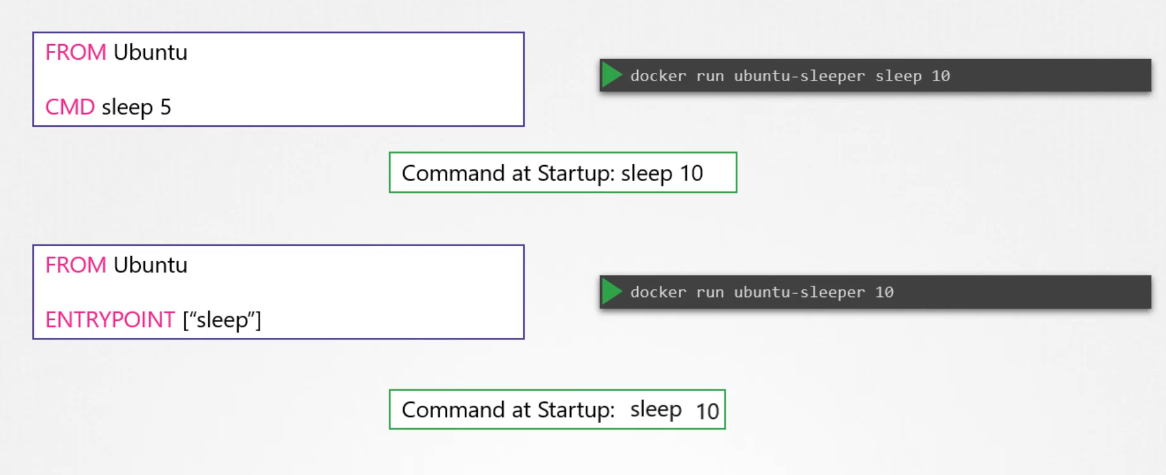 FROM Ubuntu
CMD sleep 5
docker run ubuntu-sleeper sleep 10
Command at Startup: sleep 10
FROM Ubuntu
ENTRYPOINT [“sleep”]
docker run ubuntu-sleeper 10
Command at Startup: sleep 10